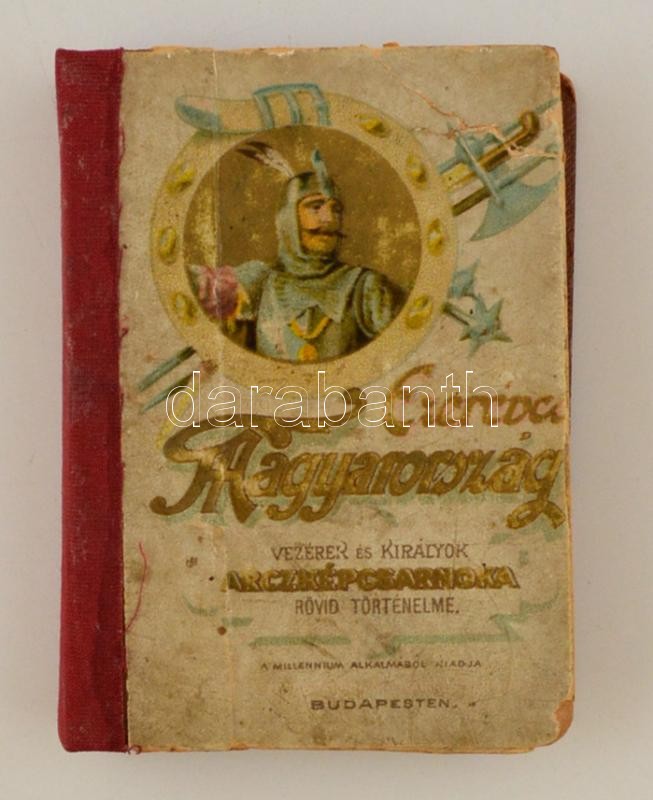 Magyarország
VEZÉREK ÉS KIRÁLYOK
ARCZKÉPCSARNOKA
RÖVID TÖRTÉNELME.
A MILLENNIUM ALKALMÁBÓL KIADJA
BUDAPESTEN.
darabanth